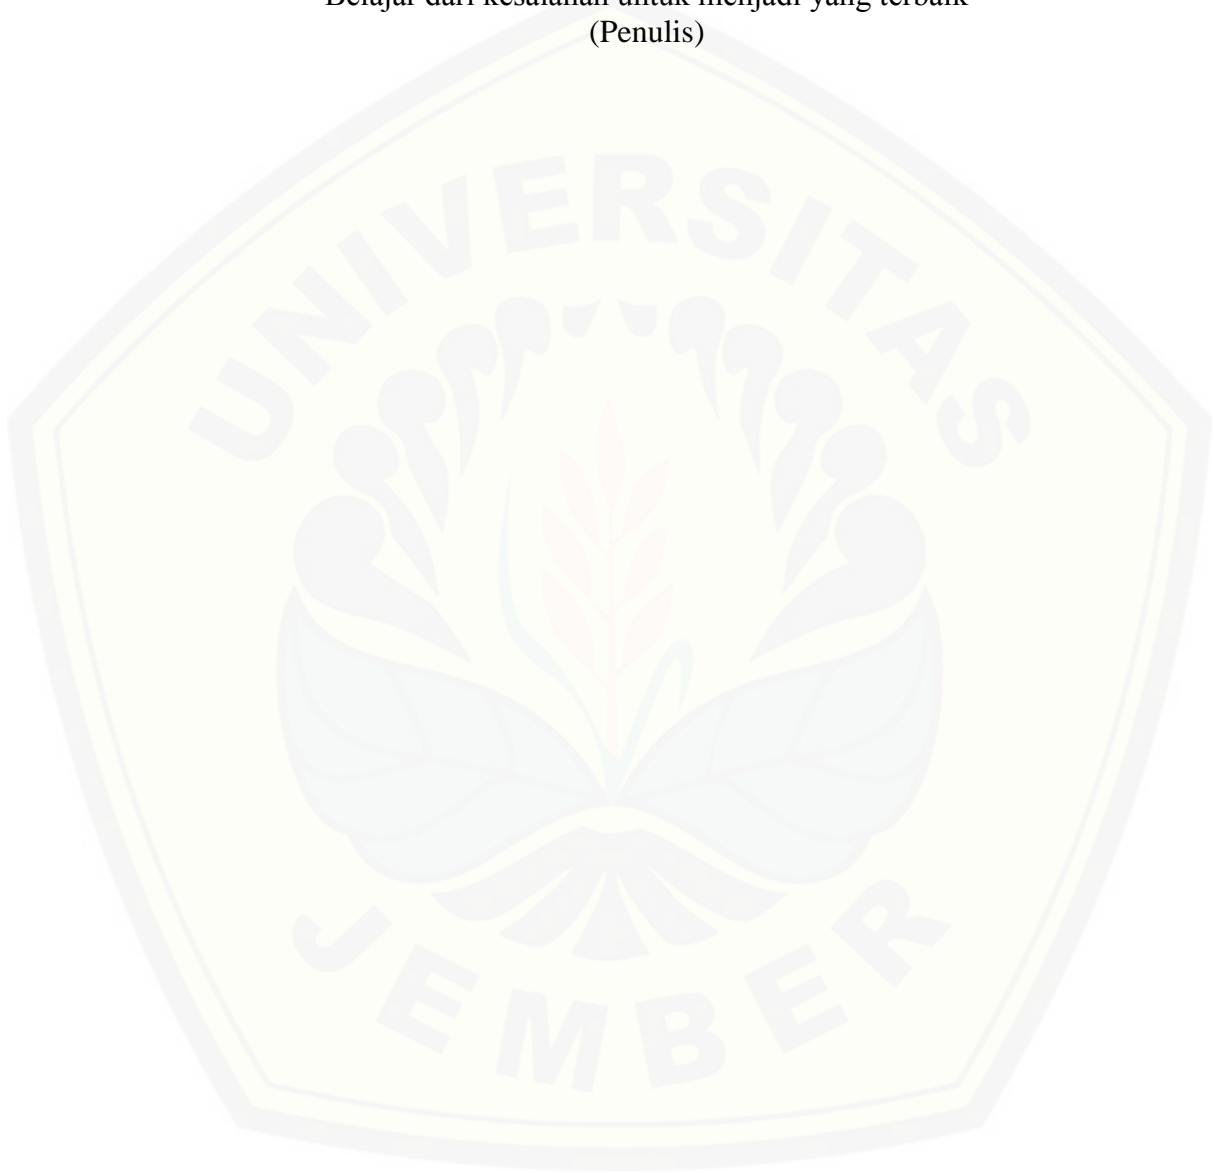 Belajar dari kesalahan untuk menjadi yang terbaik
(Penulis)
UNIVERSITAS
JEMBER